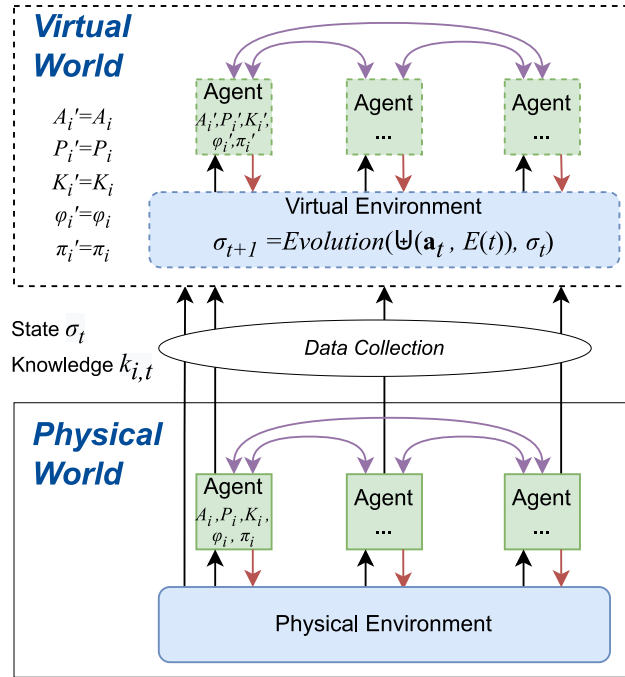 Virtual
World
A_i'=A_i
P_i'=P_i
K_i'=K_i
φ_i'=φ_i
π_i'=π_i
Agent
A_i',P_i',K_i',
φ_i',π_i'
Agent
...
Agent
...
Virtual Environment
σ_{t+1} =Evolution(⊎(a_t , E(t)), σ_t)
State σ_t
Knowledge k_{i,t}
Data Collection
Physical
World
Agent
A_i,P_i,K_i,
φ_i, π_i
Agent
...
Agent
...
Physical Environment